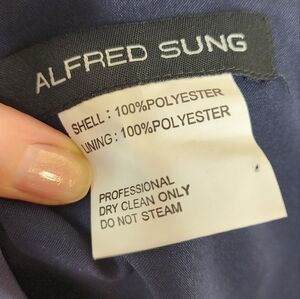 ALFRED SUNG
SHELL: 100%POLYESTER
LINING: 100%POLYESTER
PROFESSIONAL
DRY CLEAN ONLY
DO NOT STEAM